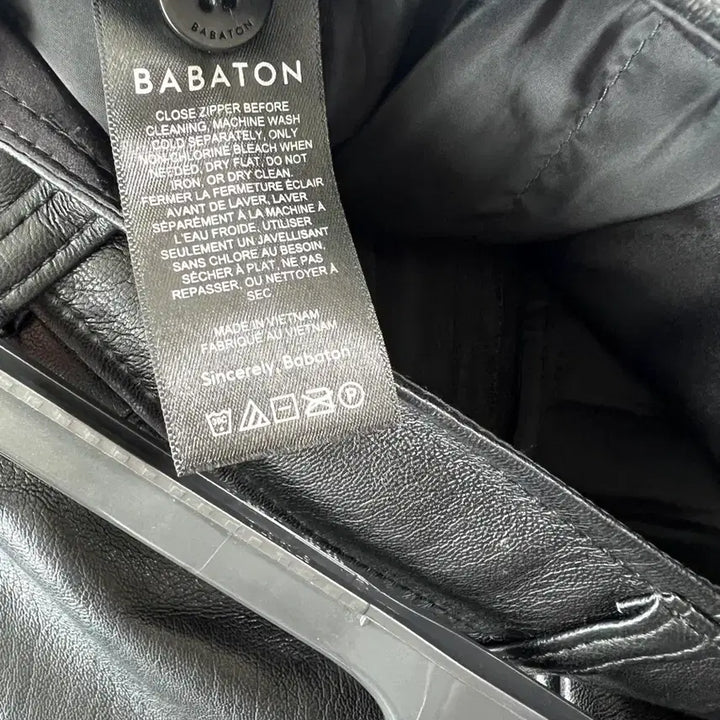 BABATON
BABATON
CLOSE ZIPPER BEFORE
CLEANING, MACHINE WASH
COLD SEPARATELY, ONLY
NON-CHLORINE BLEACH WHEN
NEEDED, DRY FLAT, DO NOT
IRON, OR DRY CLEAN.
FERMER LA FERMETURE ÉCLAIR
AVANT DE LAVER, LAVER
SÉPARÉMENT À LA MACHINE À
L'EAU FROIDE, UTILISER
SEULEMENT UN JAVELLISANT
SANS CHLORE AU BESOIN,
SÉCHER À PLAT, NE PAS
REPASSER, OU NETTOYER À
SEC
MADE IN VIETNAM
FABRIQUÉ AU VIETNAM
Sincerely, Babaton
P